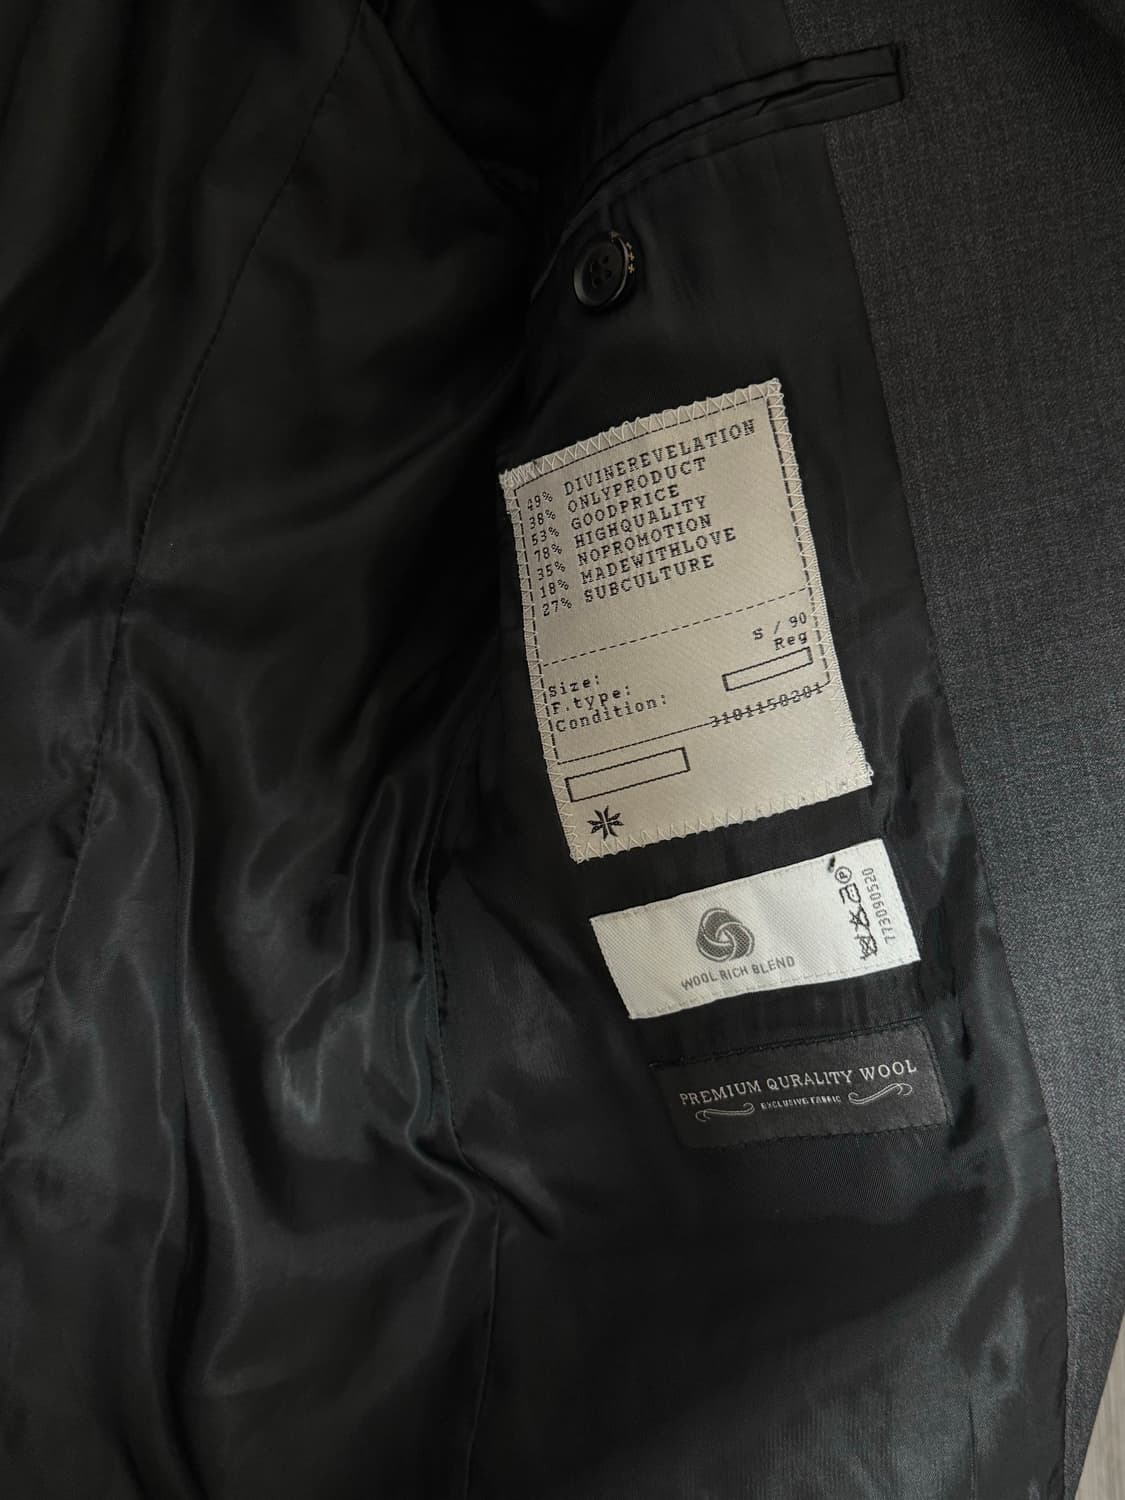 49% DIVINEREVELATION
38% ONLYPRODUCT
53% GOODPRICE
78% HIGHQUALITY
35% NOPROMOTION
18% MADEWITHLOVE
27% SUBCULTURE
Size: S / 90
F.type: Reg
Condition:
3101150201
WOOL RICH BLEND
773090520
PREMIUM QURALITY WOOL
EXCLUSIVE FABRIC